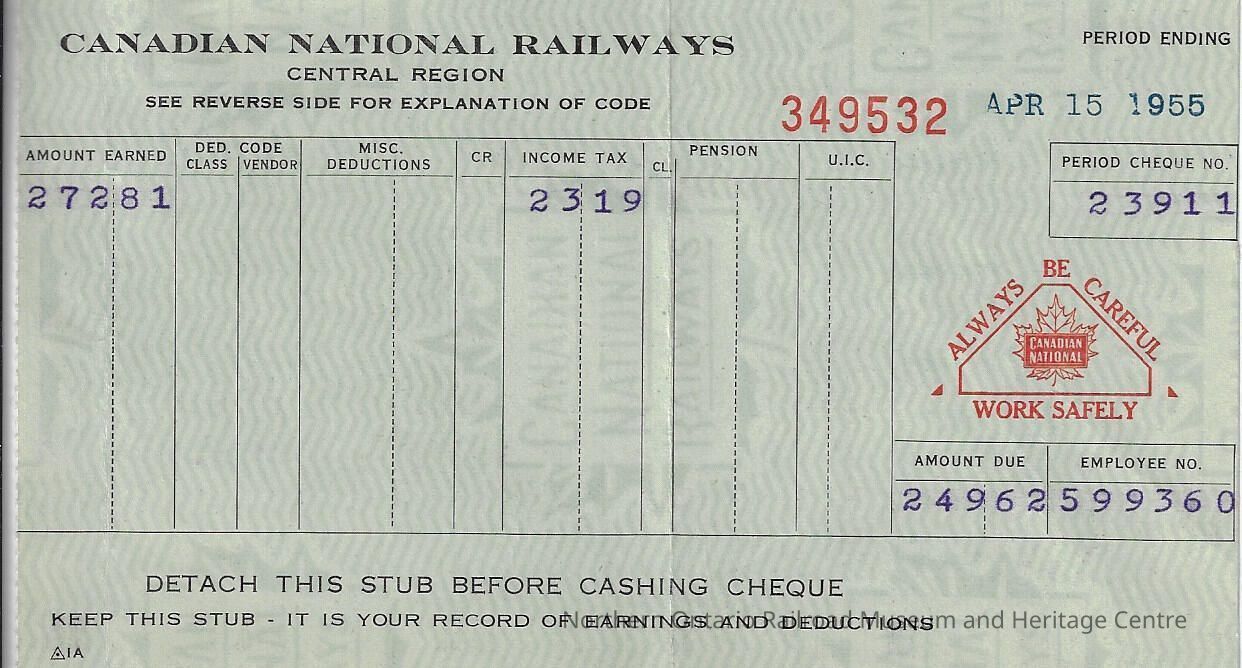 CANADIAN NATIONAL RAILWAYS
CENTRAL REGION
SEE REVERSE SIDE FOR EXPLANATION OF CODE
PERIOD ENDING
349532 APR 15 1955
AMOUNT EARNED DED. CODE CLASS VENDOR MISC. DEDUCTIONS CR INCOME TAX CL. PENSION U.I.C. PERIOD CHEQUE NO.
27281 2319 23911
ALWAYS BE CAREFUL
CANADIAN
NATIONAL
WORK SAFELY
AMOUNT DUE EMPLOYEE NO.
24962 599360
DETACH THIS STUB BEFORE CASHING CHEQUE
KEEP THIS STUB - IT IS YOUR RECORD OF EARNINGS AND DEDUCTIONS
Northern Ontario Railroad Museum and Heritage Centre
1A